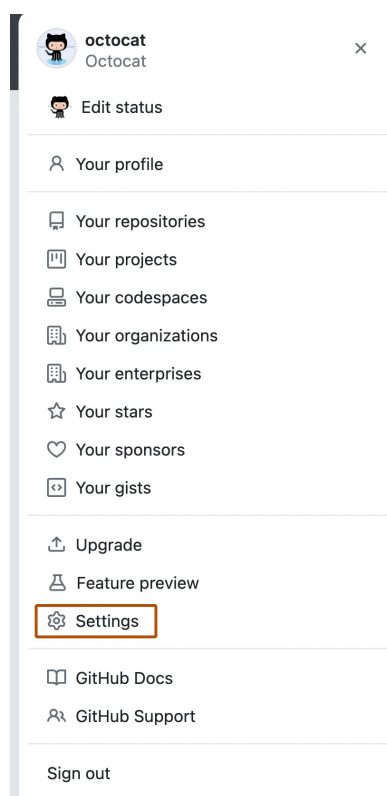 octocat
Octocat
Edit status
Your profile
Your repositories
Your projects
Your codespaces
Your organizations
Your enterprises
Your stars
Your sponsors
Your gists
Upgrade
Feature preview
Settings
GitHub Docs
GitHub Support
Sign out